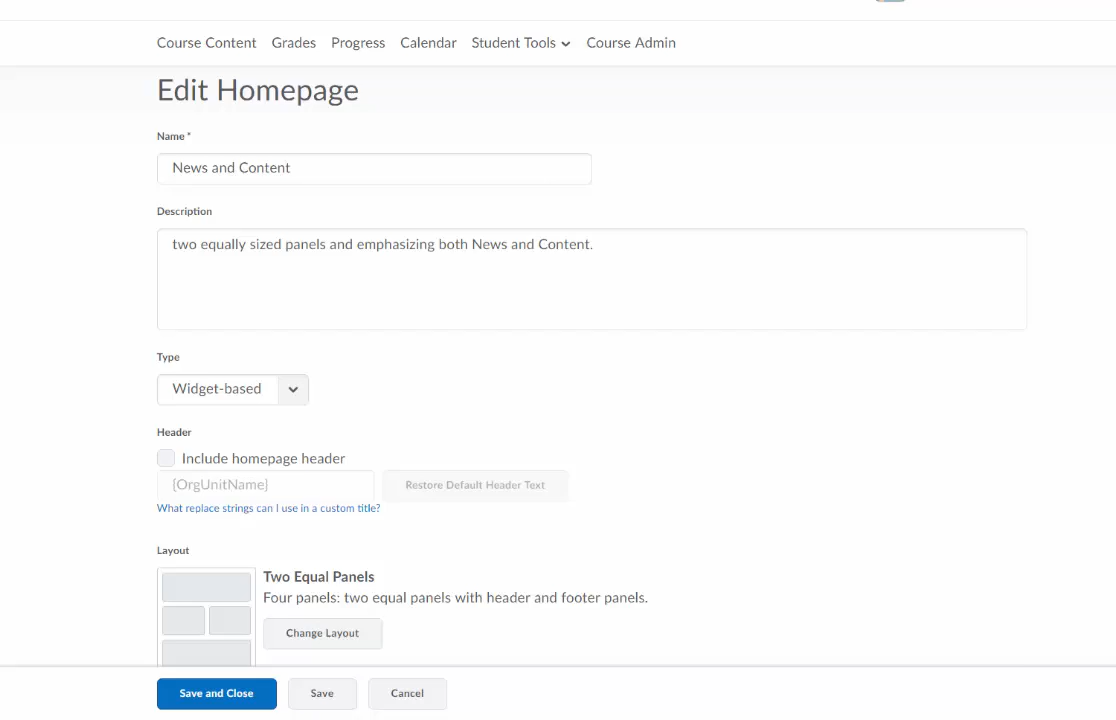 Course Content Grades Progress Calendar Student Tools Course Admin
Edit Homepage
Name *
News and Content
Description
two equally sized panels and emphasizing both News and Content.
Type
Widget-based
Header
Include homepage header
[OrgUnitName] Restore Default Header Text
What replace strings can I use in a custom title?
Layout
Two Equal Panels
Four panels: two equal panels with header and footer panels.
Change Layout
Save and Close Save Cancel